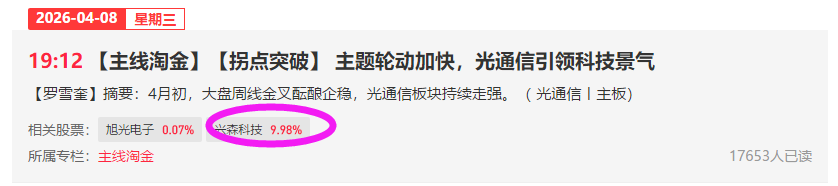 2026-04-08 星期三
19:12 【主线淘金】【拐点突破】 主题轮动加快，光通信引领科技景气
【罗雪奎】摘要：4月初，大盘周线金叉酝酿企稳，光通信板块持续走强。（ 光通信丨主板）
相关股票： 旭光电子 0.07% 兴森科技 9.98%
所属专栏： 主线淘金 17653人已读